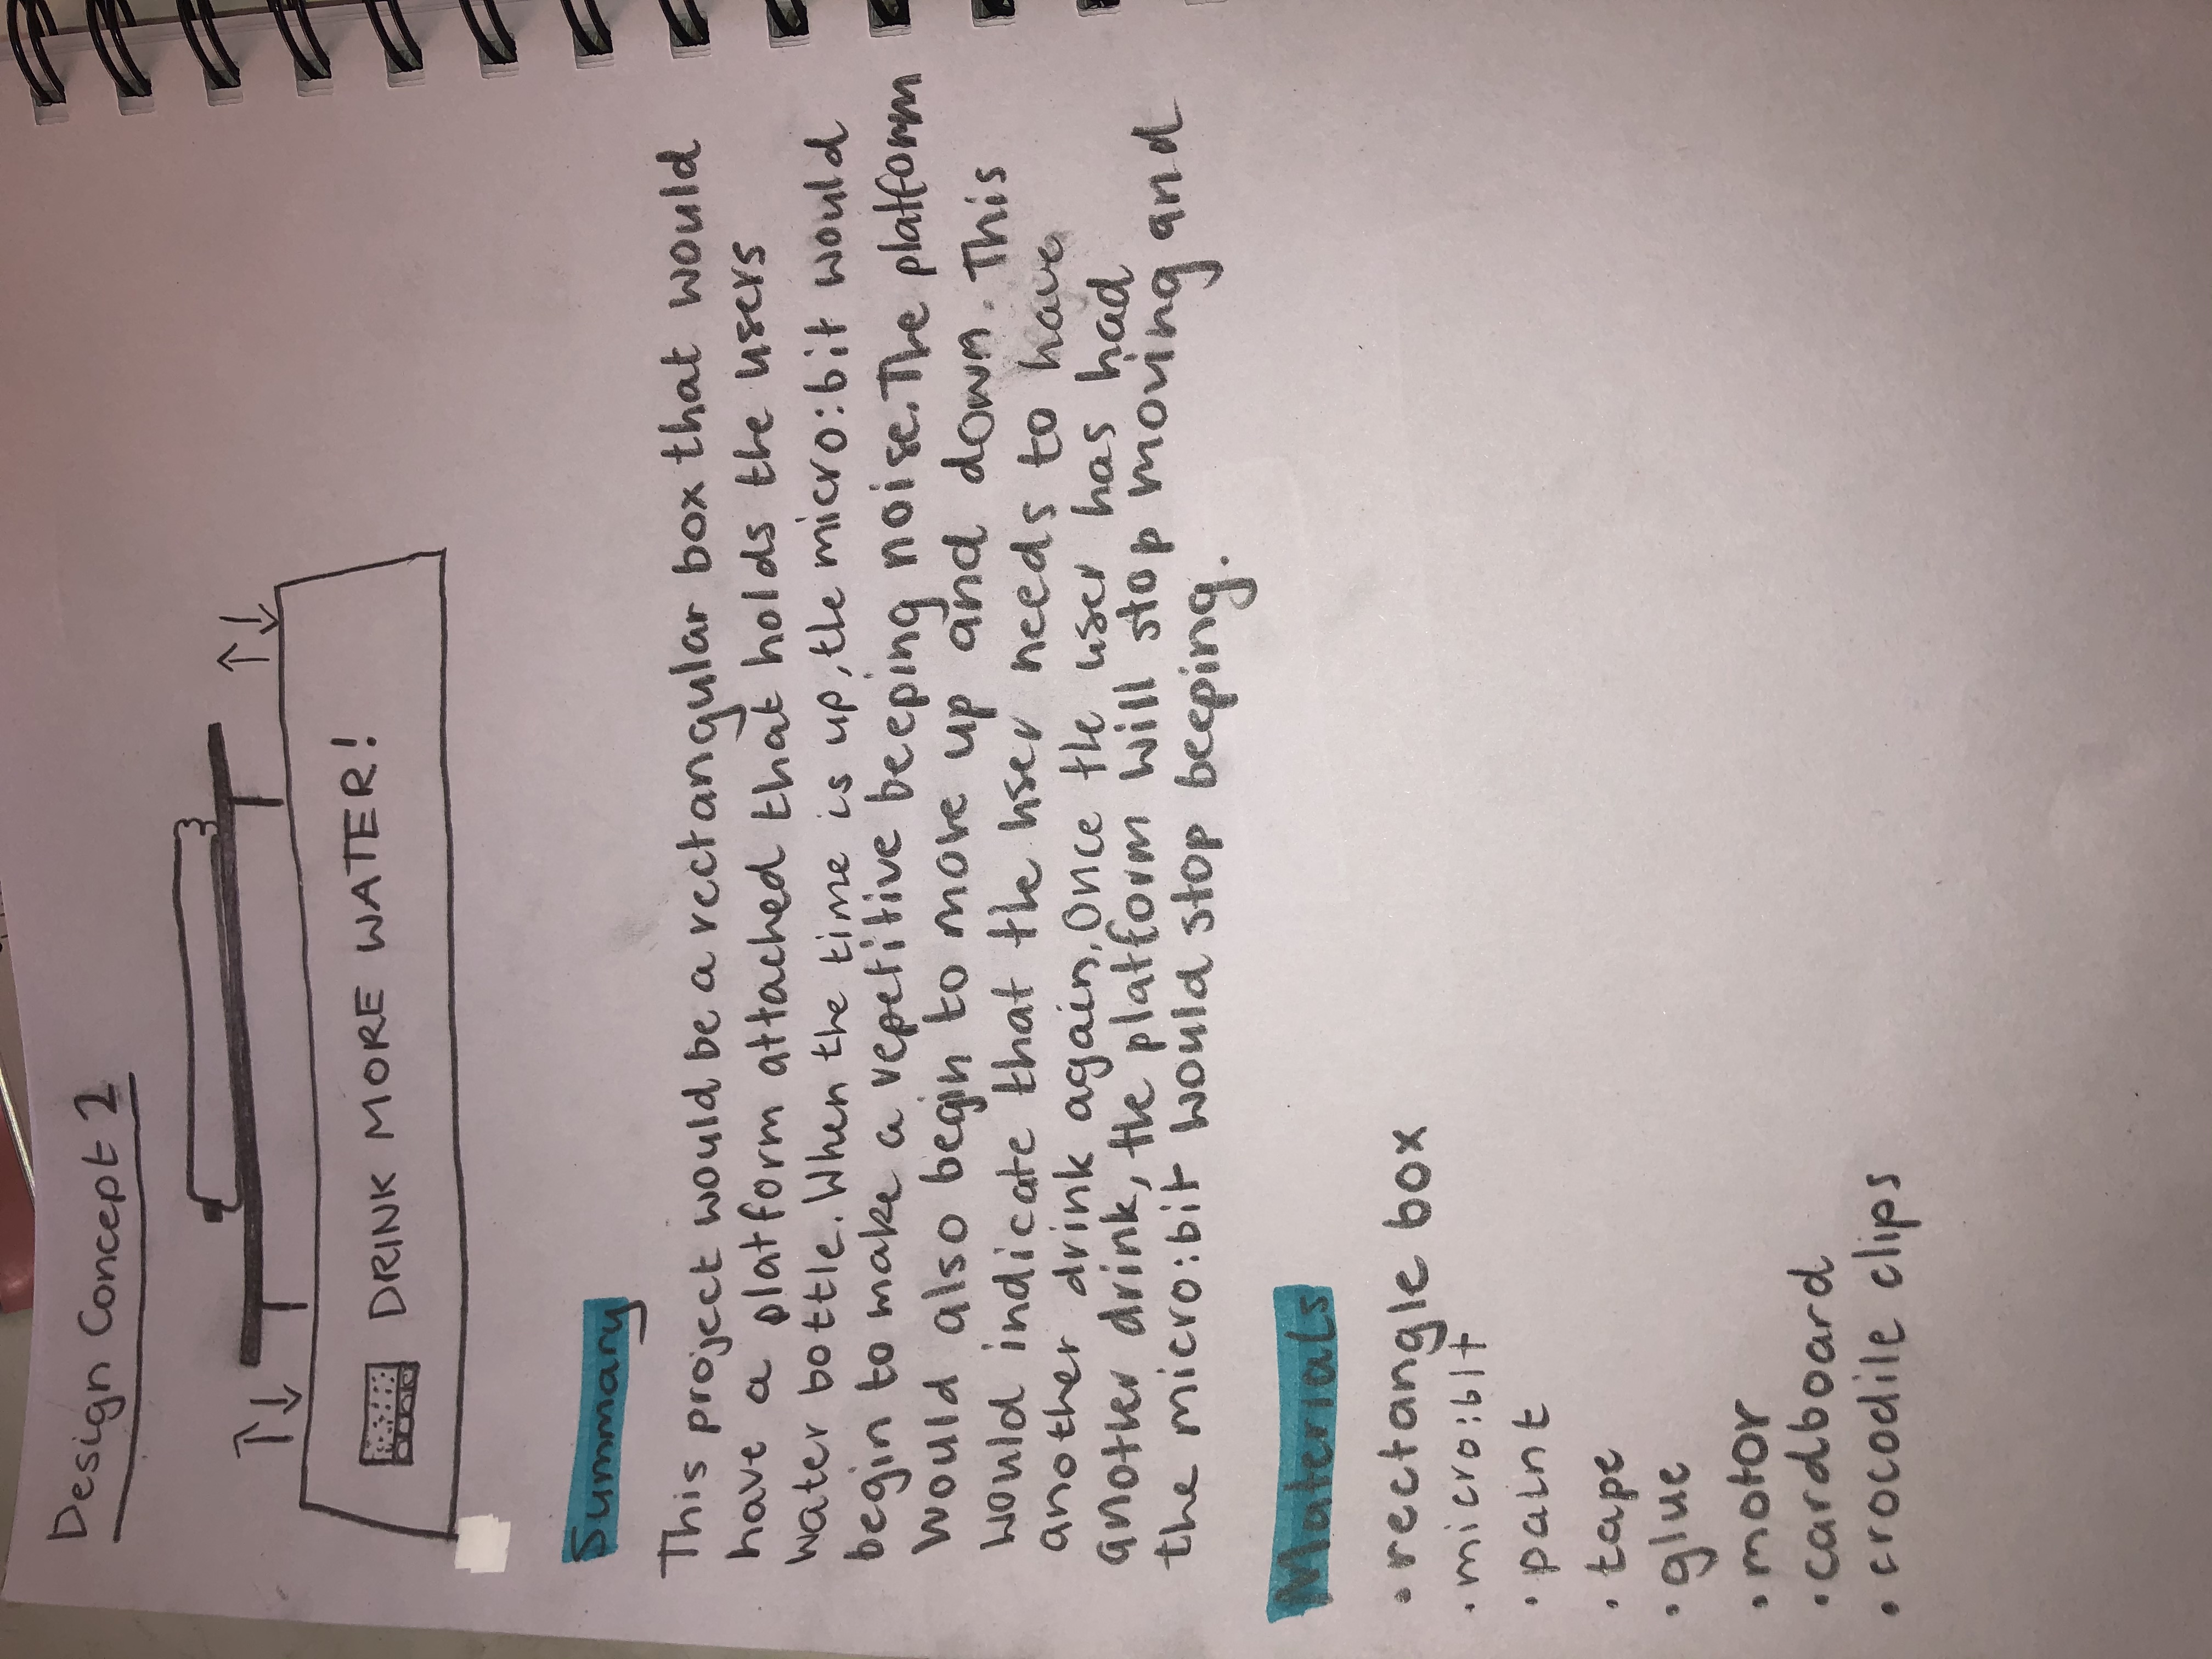 Design Concept 2
DRINK MORE WATER!
Summary
This project would be a rectangular box that would
have a platform attached that holds the users
water bottle. When the time is up, the micro:bit would
begin to make a repetitive beeping noise. The platform
would also begin to move up and down. This
would indicate that the user needs to have
another drink again. Once the user has had
another drink, the platform will stop moving and
the micro:bit would stop beeping.
Materials
• rectangle box
• micro:bit
• paint
• tape
• glue
• motor
• cardboard
• crocodile clips